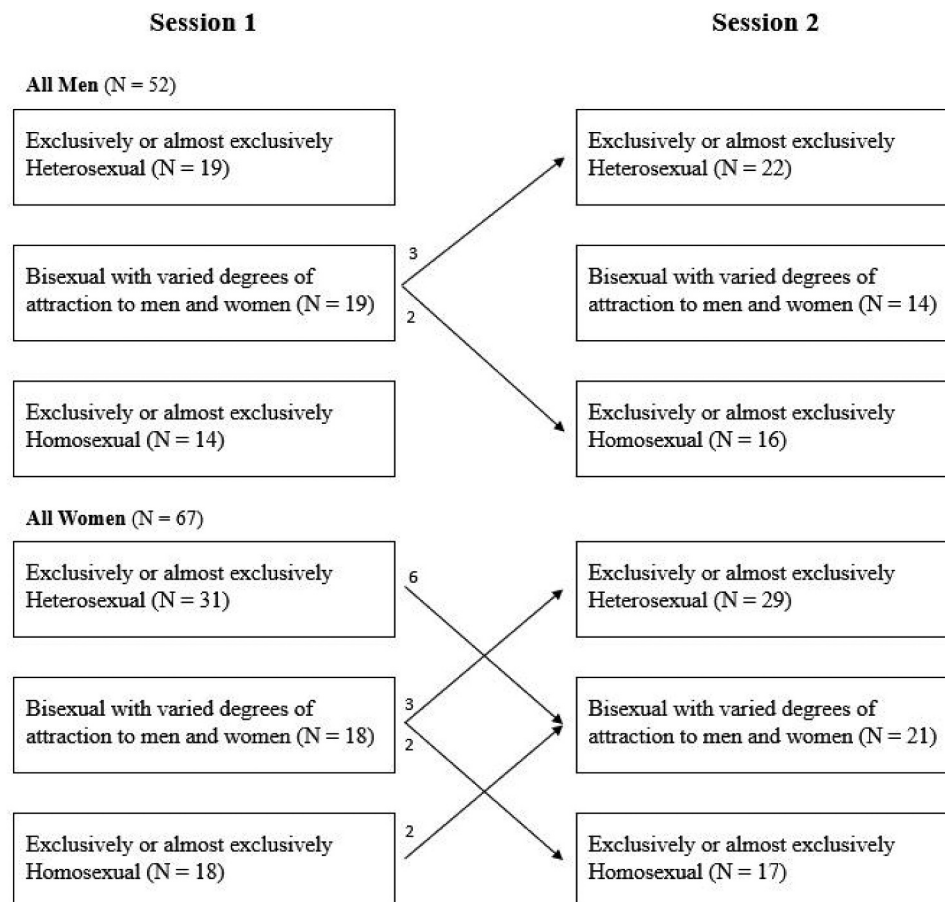 Session 1
Session 2
All Men (N = 52)
Exclusively or almost exclusively
Heterosexual (N = 19)
Exclusively or almost exclusively
Heterosexual (N = 22)
3
Bisexual with varied degrees of
attraction to men and women (N = 19)
2
Bisexual with varied degrees of
attraction to men and women (N = 14)
Exclusively or almost exclusively
Homosexual (N = 14)
Exclusively or almost exclusively
Homosexual (N = 16)
All Women (N = 67)
Exclusively or almost exclusively
Heterosexual (N = 31)
6
Exclusively or almost exclusively
Heterosexual (N = 29)
3
Bisexual with varied degrees of
attraction to men and women (N = 18)
2
Bisexual with varied degrees of
attraction to men and women (N = 21)
2
Exclusively or almost exclusively
Homosexual (N = 18)
Exclusively or almost exclusively
Homosexual (N = 17)